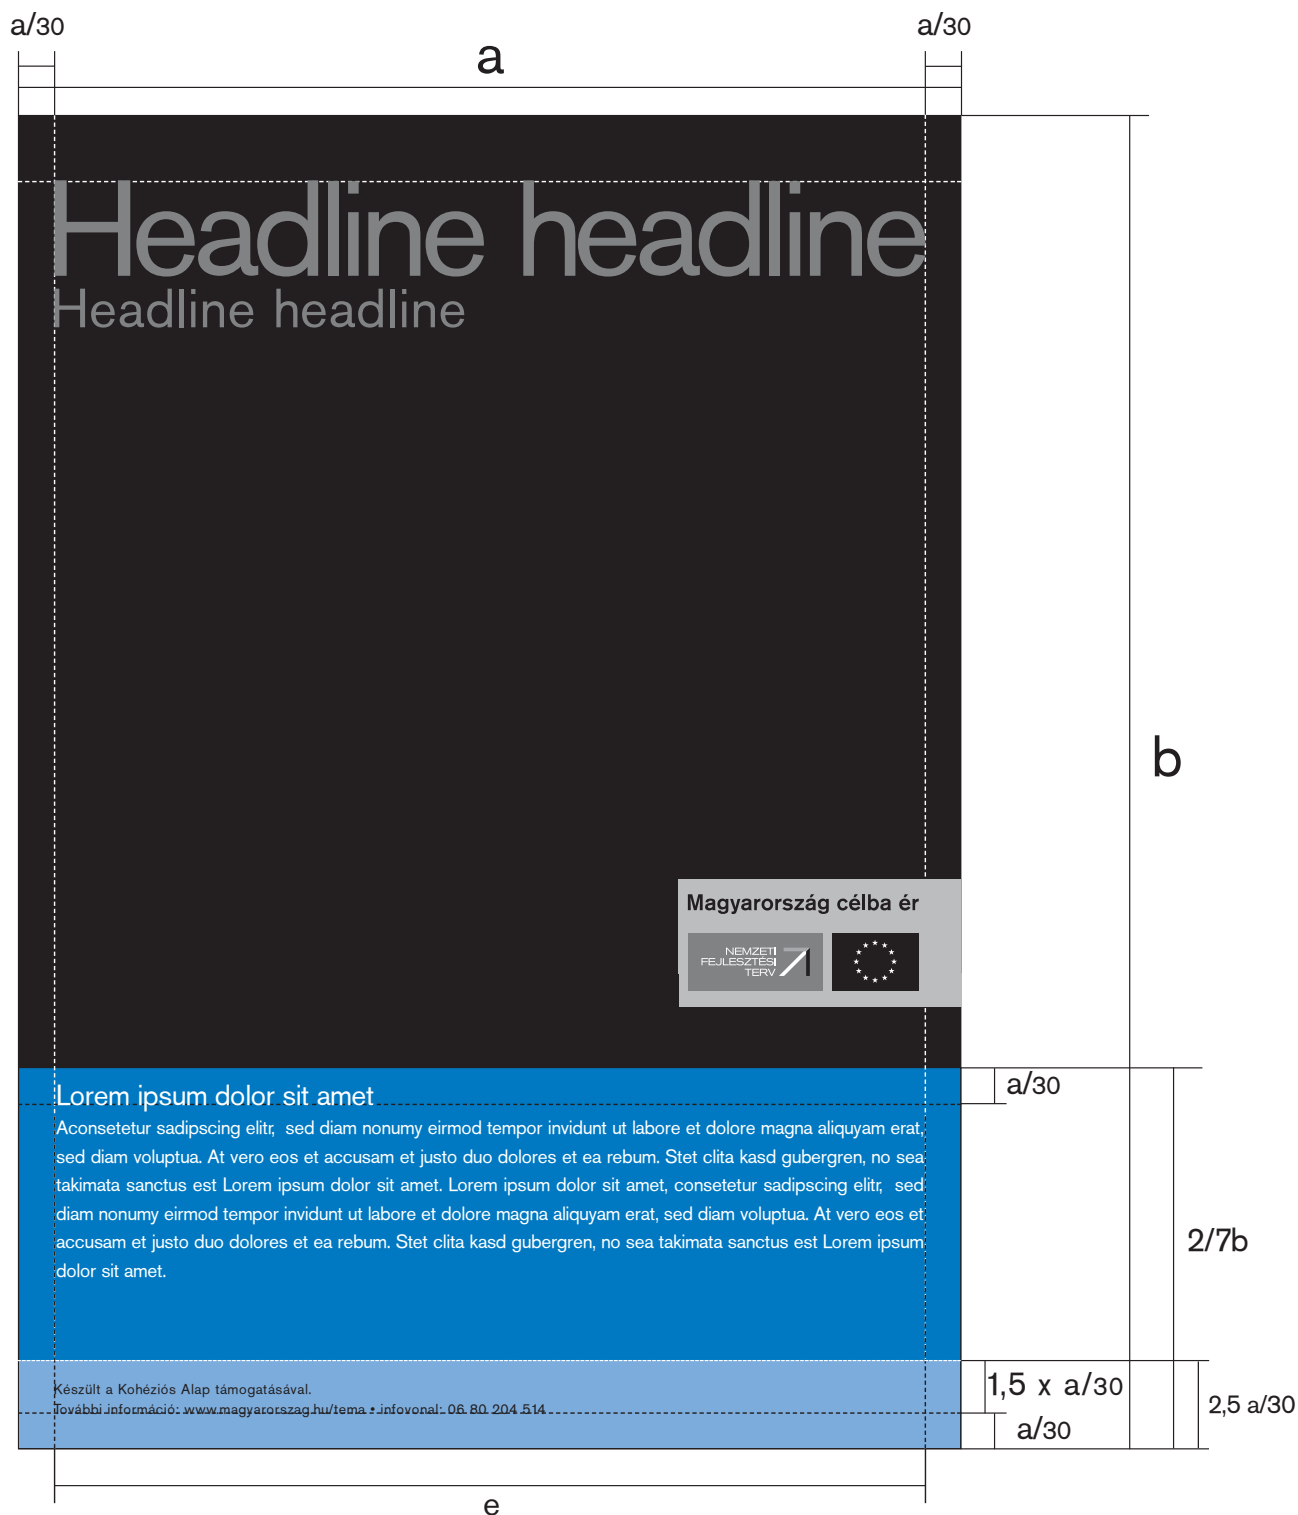 a/30
a/30
a
Headline headline
Headline headline
b
Magyarország célba ér
NEMZETI
FEJLESZTÉSI
TERV
Lorem ipsum dolor sit amet
a/30
Aconsetetur sadipscing elitr,  sed diam nonumy eirmod tempor invidunt ut labore et dolore magna aliquyam erat,
sed diam voluptua. At vero eos et accusam et justo duo dolores et ea rebum. Stet clita kasd gubergren, no sea
takimata sanctus est Lorem ipsum dolor sit amet. Lorem ipsum dolor sit amet, consetetur sadipscing elitr,  sed
diam nonumy eirmod tempor invidunt ut labore et dolore magna aliquyam erat, sed diam voluptua. At vero eos et
accusam et justo duo dolores et ea rebum. Stet clita kasd gubergren, no sea takimata sanctus est Lorem ipsum
dolor sit amet.
2/7b
Készült a Kohéziós Alap támogatásával.
További információ: www.magyarorszag.hu/tema • infovonal: 06 80 204 514
1,5 x a/30
2,5 a/30
a/30
e